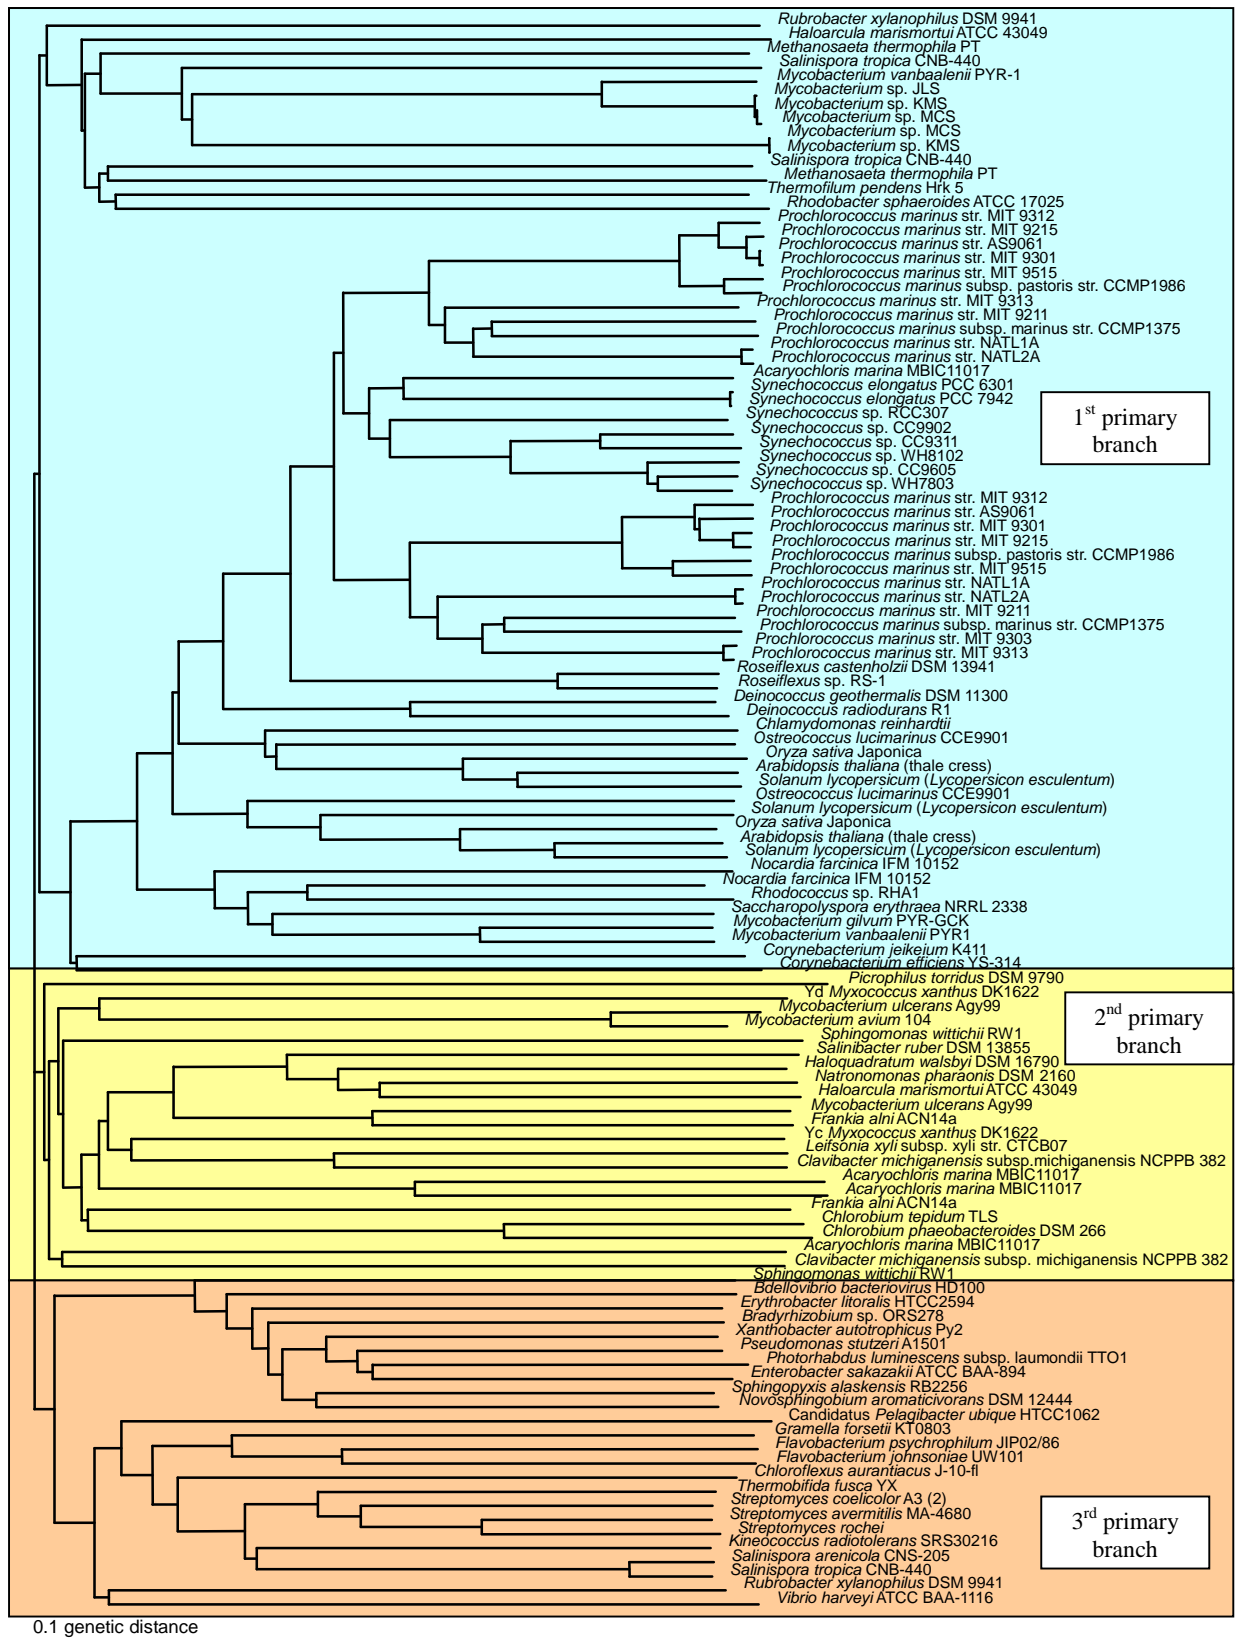 Rubrobacter xylanophilus DSM 9941
Haloarcula marismortui ATCC 43049
Methanosaeta thermophila PT
Salinispora tropica CNB-440
Mycobacterium vanbaalenii PYR-1
Mycobacterium sp. JLS
Mycobacterium sp. KMS
Mycobacterium sp. MCS
Mycobacterium sp. MCS
Mycobacterium sp. KMS
Salinispora tropica CNB-440
Methanosaeta thermophila PT
Thermofilum pendens Hrk 5
Rhodobacter sphaeroides ATCC 17025
Prochlorococcus marinus str. MIT 9312
Prochlorococcus marinus str. MIT 9215
Prochlorococcus marinus str. AS9061
Prochlorococcus marinus str. MIT 9301
Prochlorococcus marinus str. MIT 9515
Prochlorococcus marinus subsp. pastoris str. CCMP1986
Prochlorococcus marinus str. MIT 9313
Prochlorococcus marinus str. MIT 9211
Prochlorococcus marinus subsp. marinus str. CCMP1375
Prochlorococcus marinus str. NATL1A
Prochlorococcus marinus str. NATL2A
Acaryochloris marina MBIC11017
Synechococcus elongatus PCC 6301
Synechococcus elongatus PCC 7942
Synechococcus sp. RCC307
Synechococcus sp. CC9902
Synechococcus sp. CC9311
Synechococcus sp. WH8102
Synechococcus sp. CC9605
Synechococcus sp. WH7803
1st primary
branch
Prochlorococcus marinus str. MIT 9312
Prochlorococcus marinus str. AS9061
Prochlorococcus marinus str. MIT 9301
Prochlorococcus marinus str. MIT 9215
Prochlorococcus marinus subsp. pastoris str. CCMP1986
Prochlorococcus marinus str. MIT 9515
Prochlorococcus marinus str. NATL1A
Prochlorococcus marinus str. NATL2A
Prochlorococcus marinus str. MIT 9211
Prochlorococcus marinus subsp. marinus str. CCMP1375
Prochlorococcus marinus str. MIT 9303
Prochlorococcus marinus str. MIT 9313
Roseiflexus castenholzii DSM 13941
Roseiflexus sp. RS-1
Deinococcus geothermalis DSM 11300
Deinococcus radiodurans R1
Chlamydomonas reinhardtii
Ostreococcus lucimarinus CCE9901
Oryza sativa Japonica
Arabidopsis thaliana (thale cress)
Solanum lycopersicum (Lycopersicon esculentum)
Ostreococcus lucimarinus CCE9901
Solanum lycopersicum (Lycopersicon esculentum)
Oryza sativa Japonica
Arabidopsis thaliana (thale cress)
Solanum lycopersicum (Lycopersicon esculentum)
Nocardia farcinica IFM 10152
Nocardia farcinica IFM 10152
Rhodococcus sp. RHA1
Saccharopolyspora erythraea NRRL 2338
Mycobacterium gilvum PYR-GCK
Mycobacterium vanbaalenii PYR1
Corynebacterium jeikeium K411
Corynebacterium efficiens YS-314
Picrophilus torridus DSM 9790
Yd Myxococcus xanthus DK1622
Mycobacterium ulcerans Agy99
Mycobacterium avium 104
Sphingomonas wittichii RW1
Salinibacter ruber DSM 13855
2nd primary
branch
Haloquadratum walsbyi DSM 16790
Natronomonas pharaonis DSM 2160
Haloarcula marismortui ATCC 43049
Mycobacterium ulcerans Agy99
Frankia alni ACN14a
Yc Myxococcus xanthus DK1622
Leifsonia xyli subsp. xyli str. CTCB07
Clavibacter michiganensis subsp.michiganensis NCPPB 382
Acaryochloris marina MBIC11017
Acaryochloris marina MBIC11017
Frankia alni ACN14a
Chlorobium tepidum TLS
Chlorobium phaeobacteroides DSM 266
Acaryochloris marina MBIC11017
Clavibacter michiganensis subsp. michiganensis NCPPB 382
Sphingomonas wittichii RW1
Bdellovibrio bacteriovirus HD100
Erythrobacter litoralis HTCC2594
Bradyrhizobium sp. ORS278
Xanthobacter autotrophicus Py2
Pseudomonas stutzeri A1501
Photorhabdus luminescens subsp. laumondii TTO1
Enterobacter sakazakii ATCC BAA-894
Sphingopyxis alaskensis RB2256
Novosphingobium aromaticivorans DSM 12444
Candidatus Pelagibacter ubique HTCC1062
Gramella forsetii KT0803
Flavobacterium psychrophilum JIP02/86
Flavobacterium johnsoniae UW101
Chloroflexus aurantiacus J-10-fl
Thermobifida fusca YX
Streptomyces coelicolor A3 (2)
Streptomyces avermitilis MA-4680
Streptomyces rochei
Kineococcus radiotolerans SRS30216
Salinispora arenicola CNS-205
Salinispora tropica CNB-440
Rubrobacter xylanophilus DSM 9941
Vibrio harveyi ATCC BAA-1116
3rd primary
branch
0.1 genetic distance